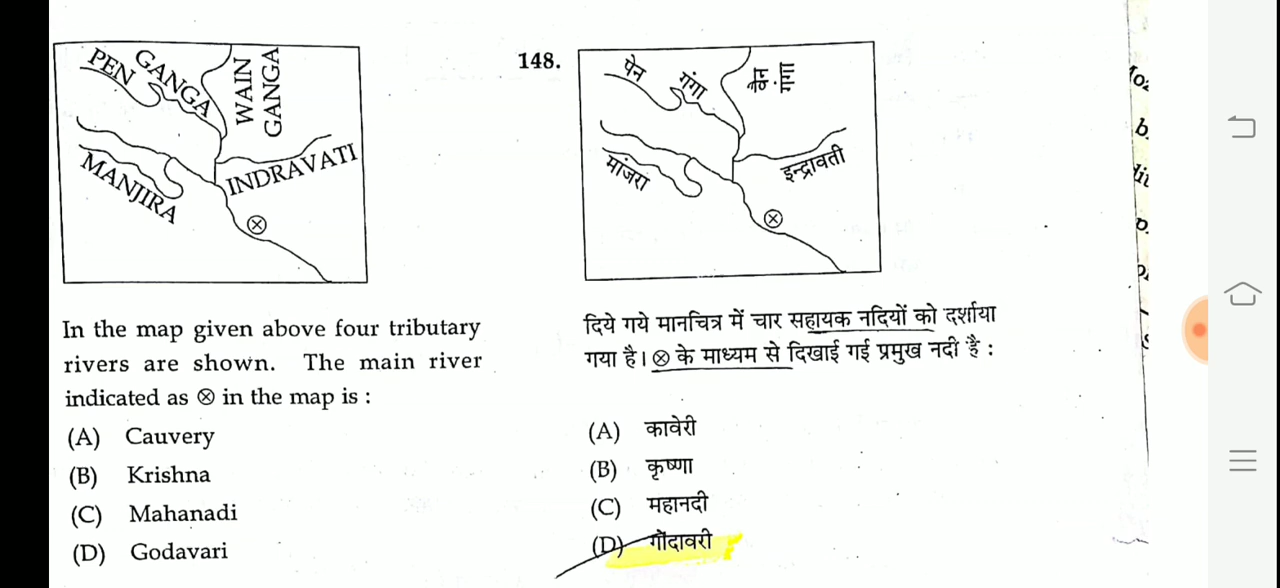 PEN GANGA
WAIN GANGA
INDRAVATI
MANJIRA
In the map given above four tributary
rivers are shown. The main river
indicated as ⊗ in the map is :
(A) Cauvery
(B) Krishna
(C) Mahanadi
(D) Godavari
148.
पेन गंगा
इन्द्रावती
मांजरा
दिये गये मानचित्र में चार सहायक नदियों को दर्शाया
गया है। ⊗ के माध्यम से दिखाई गई प्रमुख नदी है :
(A) कावेरी
(B) कृष्णा
(C) महानदी
(D) गोंदावरी